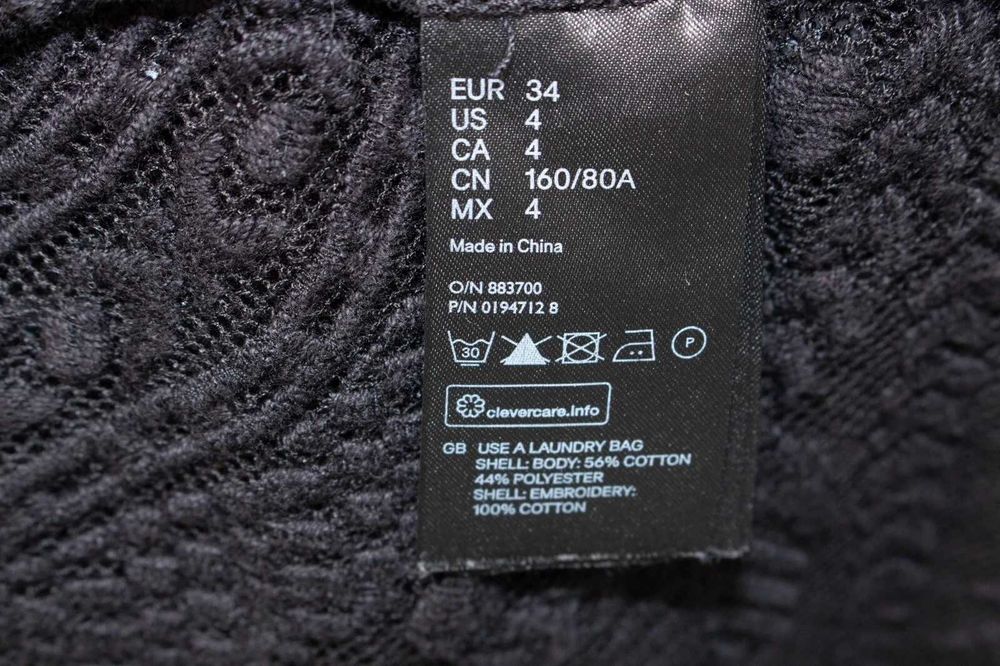 EUR 34
US 4
CA 4
CN 160/80A
MX 4
Made in China
O/N 883700
P/N 0194712 8
30 P
clevercare.info
GB USE A LAUNDRY BAG
SHELL: BODY: 56% COTTON
44% POLYESTER
SHELL: EMBROIDERY:
100% COTTON